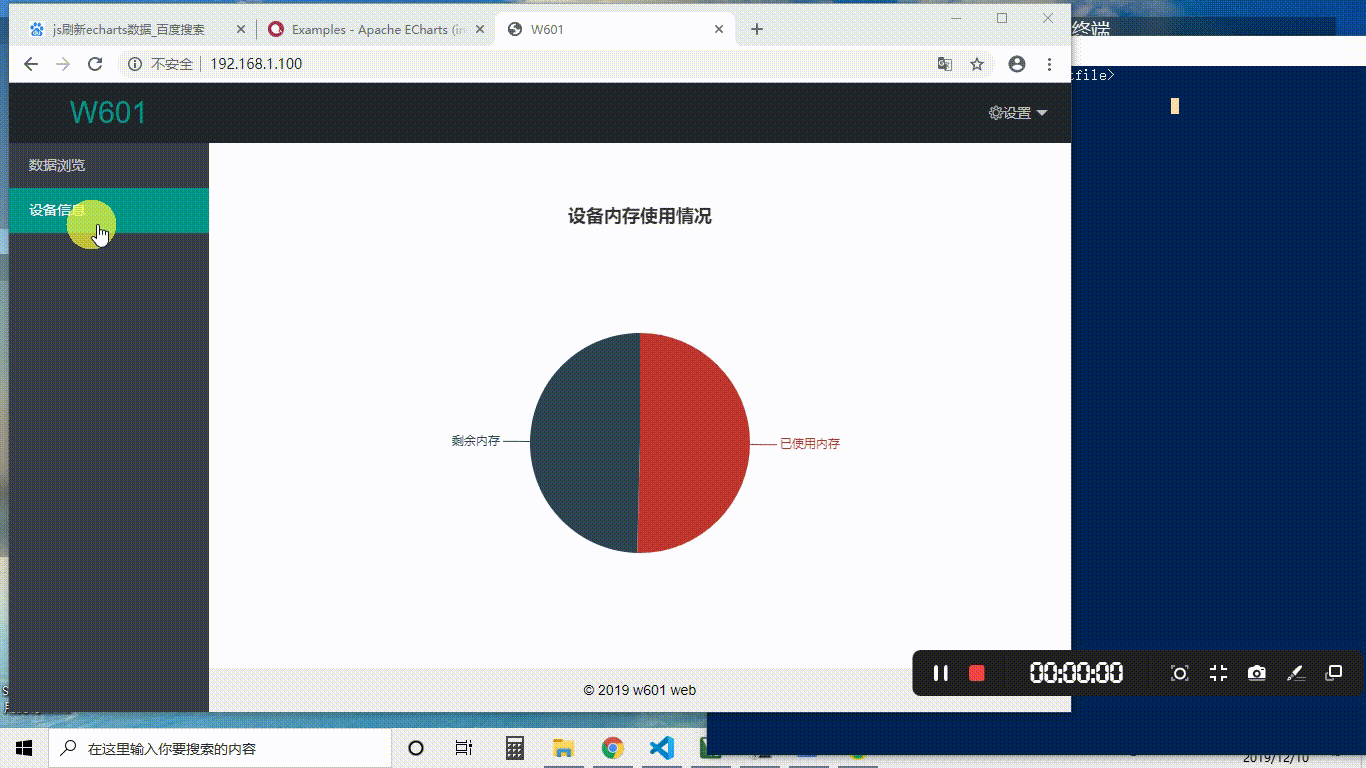 js刷新echarts数据_百度搜索
Examples - Apache ECharts (in
W601
终端
不安全
192.168.1.100
tfile>
W601
设置
数据浏览
设备信息
设备内存使用情况
剩余内存
已使用内存
00:00:00
© 2019 w601 web
在这里输入你要搜索的内容
2019/12/10